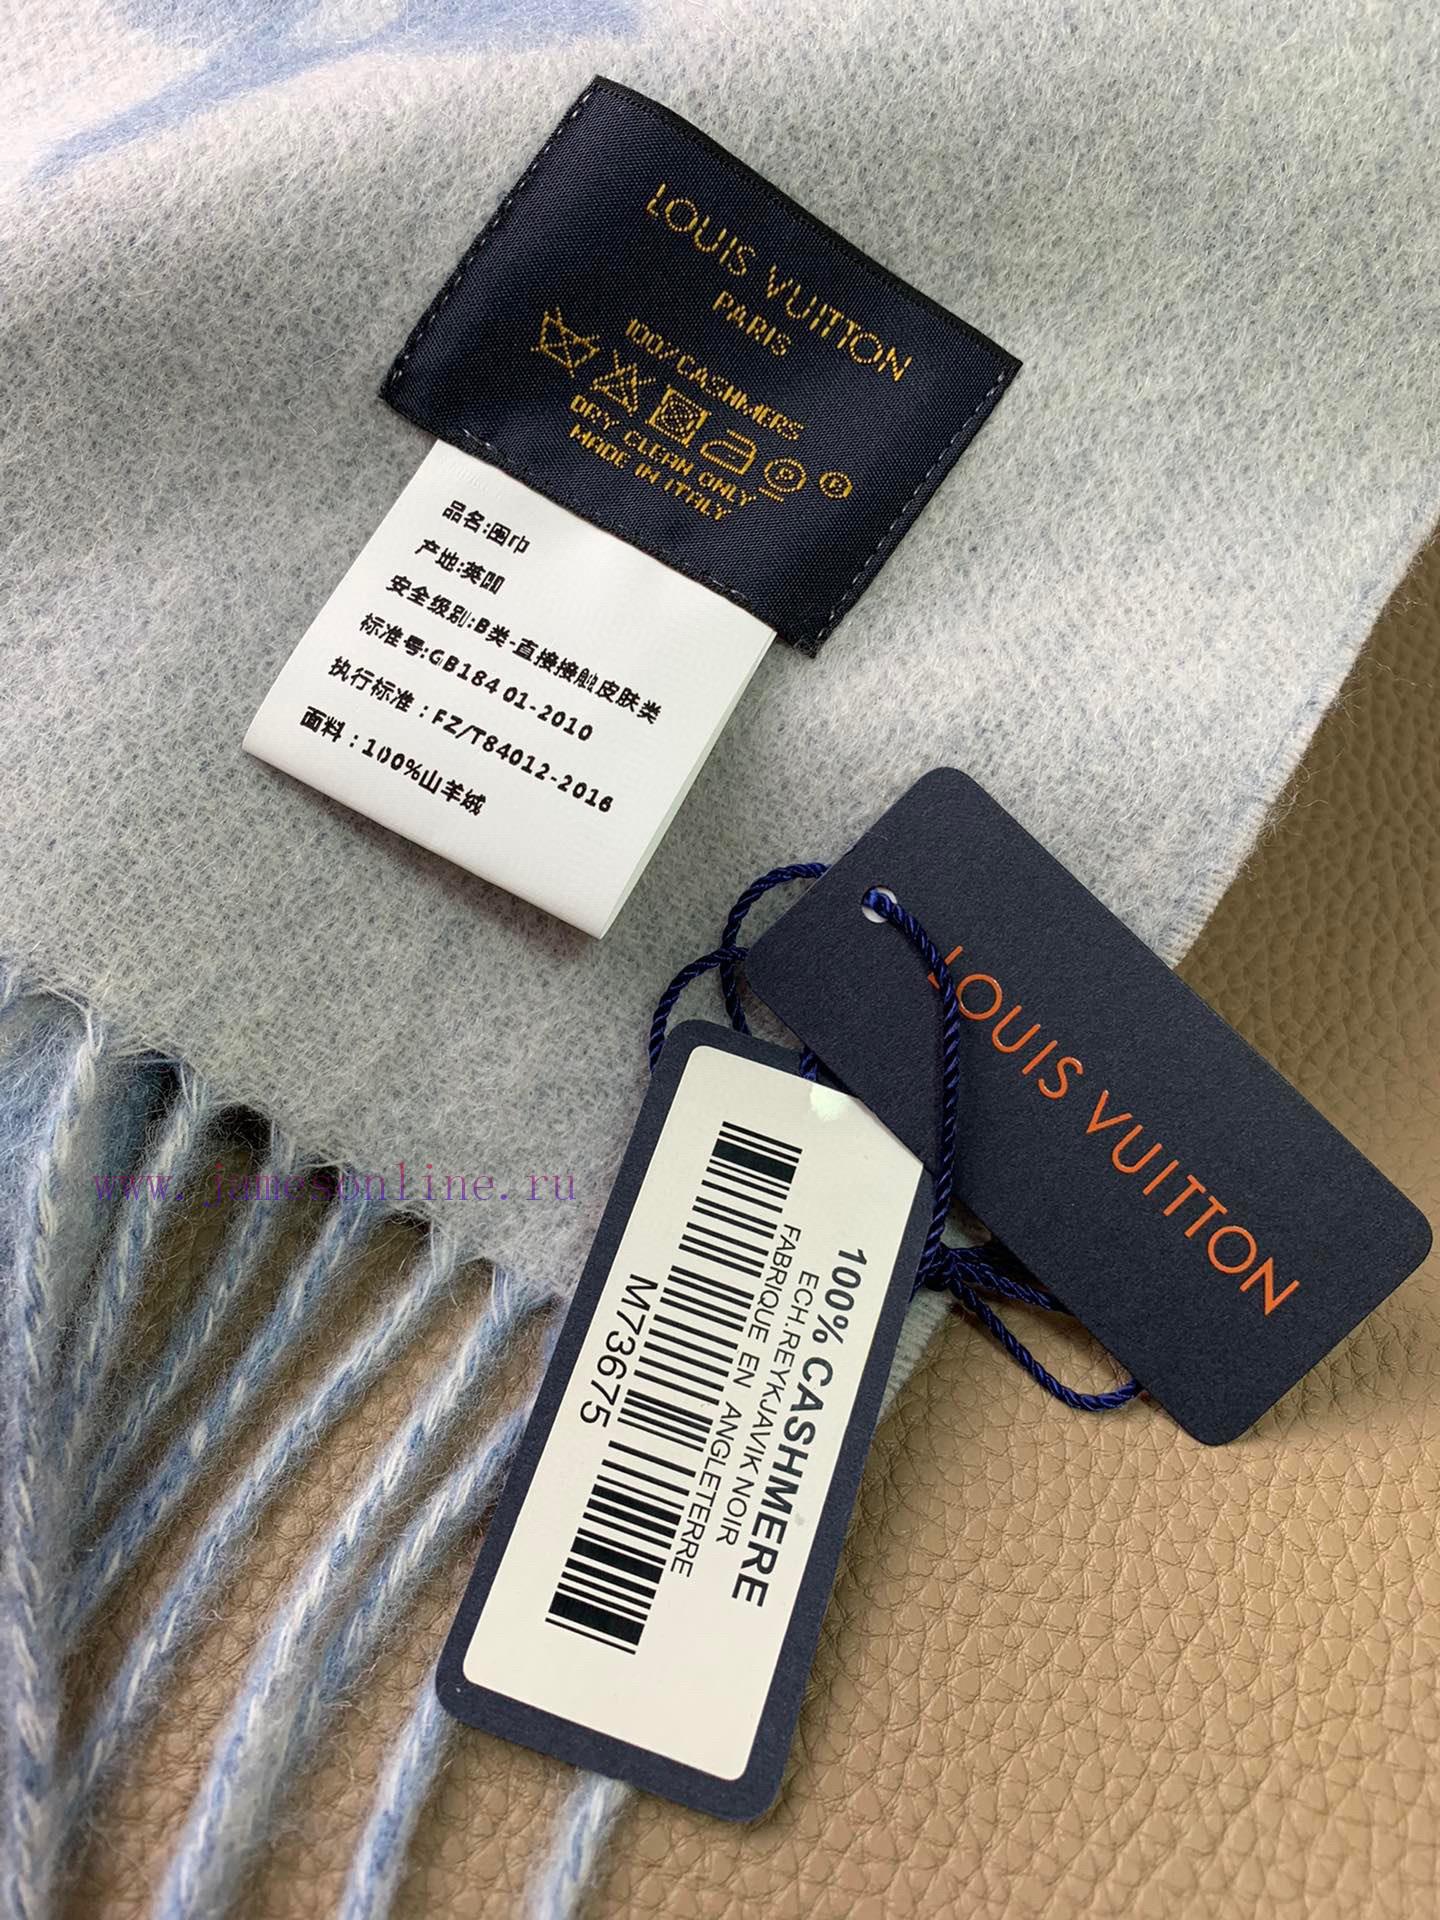 LOUIS VUITTON
PARIS
100/CASHMERS
DRY CLEAN ONLY
MADE IN ITALY
品名:围巾
产地:英国
安全级别:B类-直接接触皮肤类
标准号:GB18401-2010
执行标准：FZ/T84012-2016
面料：100%山羊绒
LOUIS VUITTON
100% CASHMERE
ECH.REYKJAVIK NOIR
FABRIQUE EN ANGLETERRE
M73675
www.jamesonline.ru